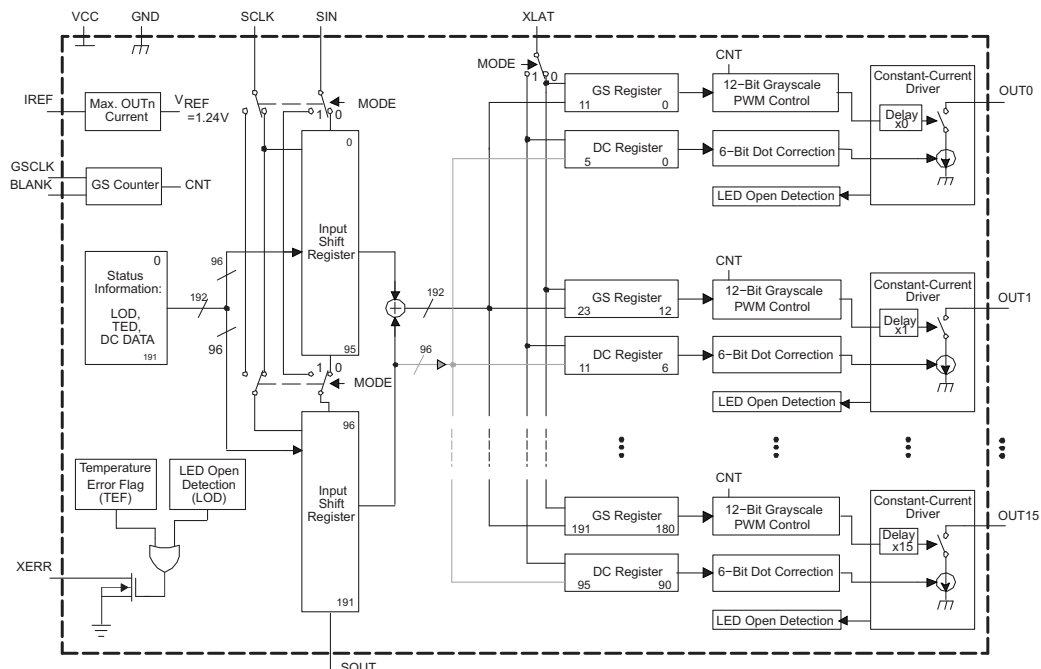 VCC GND SCLK SIN XLAT
MODE 1 0
CNT
IREF
Max. OUTn
Current
VREF
=1.24V
1 0
MODE
GS Register
11 0
12−Bit Grayscale
PWM Control
Constant−Current
Driver
Delay
x0
OUT0
0
DC Register
5 0
6−Bit Dot Correction
LED Open Detection
GSCLK
BLANK
GS Counter
CNT
Input
Shift
Register
95
0
Status
Information:
LOD,
TED,
DC DATA
191
192
96
96
192
96
CNT
GS Register
23 12
12−Bit Grayscale
PWM Control
Constant−Current
Driver
Delay
x1
OUT1
DC Register
11 6
6−Bit Dot Correction
LED Open Detection
1 0
MODE
96
Input
Shift
Register
191
Temperature
Error Flag
(TEF)
LED Open
Detection
(LOD)
XERR
CNT
GS Register
191 180
12−Bit Grayscale
PWM Control
Constant−Current
Driver
Delay
x15
OUT15
DC Register
95 90
6−Bit Dot Correction
LED Open Detection
SOUT